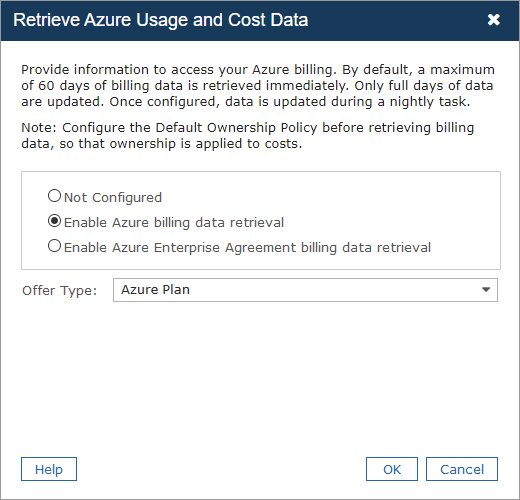 Retrieve Azure Usage and Cost Data
Provide information to access your Azure billing. By default, a maximum
of 60 days of billing data is retrieved immediately. Only full days of data
are updated. Once configured, data is updated during a nightly task.
Note: Configure the Default Ownership Policy before retrieving billing
data, so that ownership is applied to costs.
Not Configured
Enable Azure billing data retrieval
Enable Azure Enterprise Agreement billing data retrieval
Offer Type: Azure Plan
Help OK Cancel